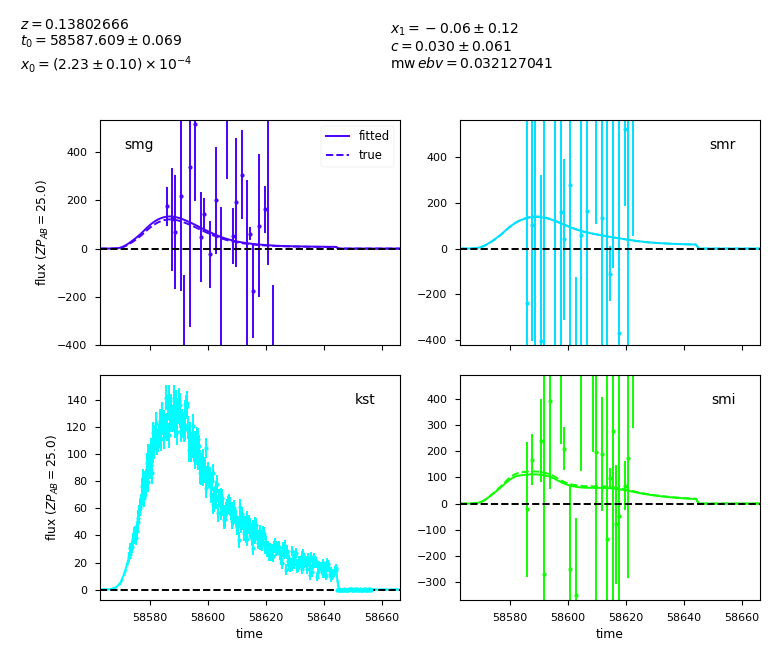 z = 0.13802666
t₀ = 58587.609 ± 0.069
x₀ = (2.23 ± 0.10) × 10⁻⁴
x₁ = −0.06 ± 0.12
c = 0.030 ± 0.061
mw ebv = 0.032127041
smg
fitted
true
flux (ZP_AB = 25.0)
400
200
0
−200
−400
smr
400
200
0
−200
−400
kst
flux (ZP_AB = 25.0)
140
120
100
80
60
40
20
0
58580 58600 58620 58640 58660
time
smi
400
300
200
100
0
−100
−200
−300
58580 58600 58620 58640 58660
time